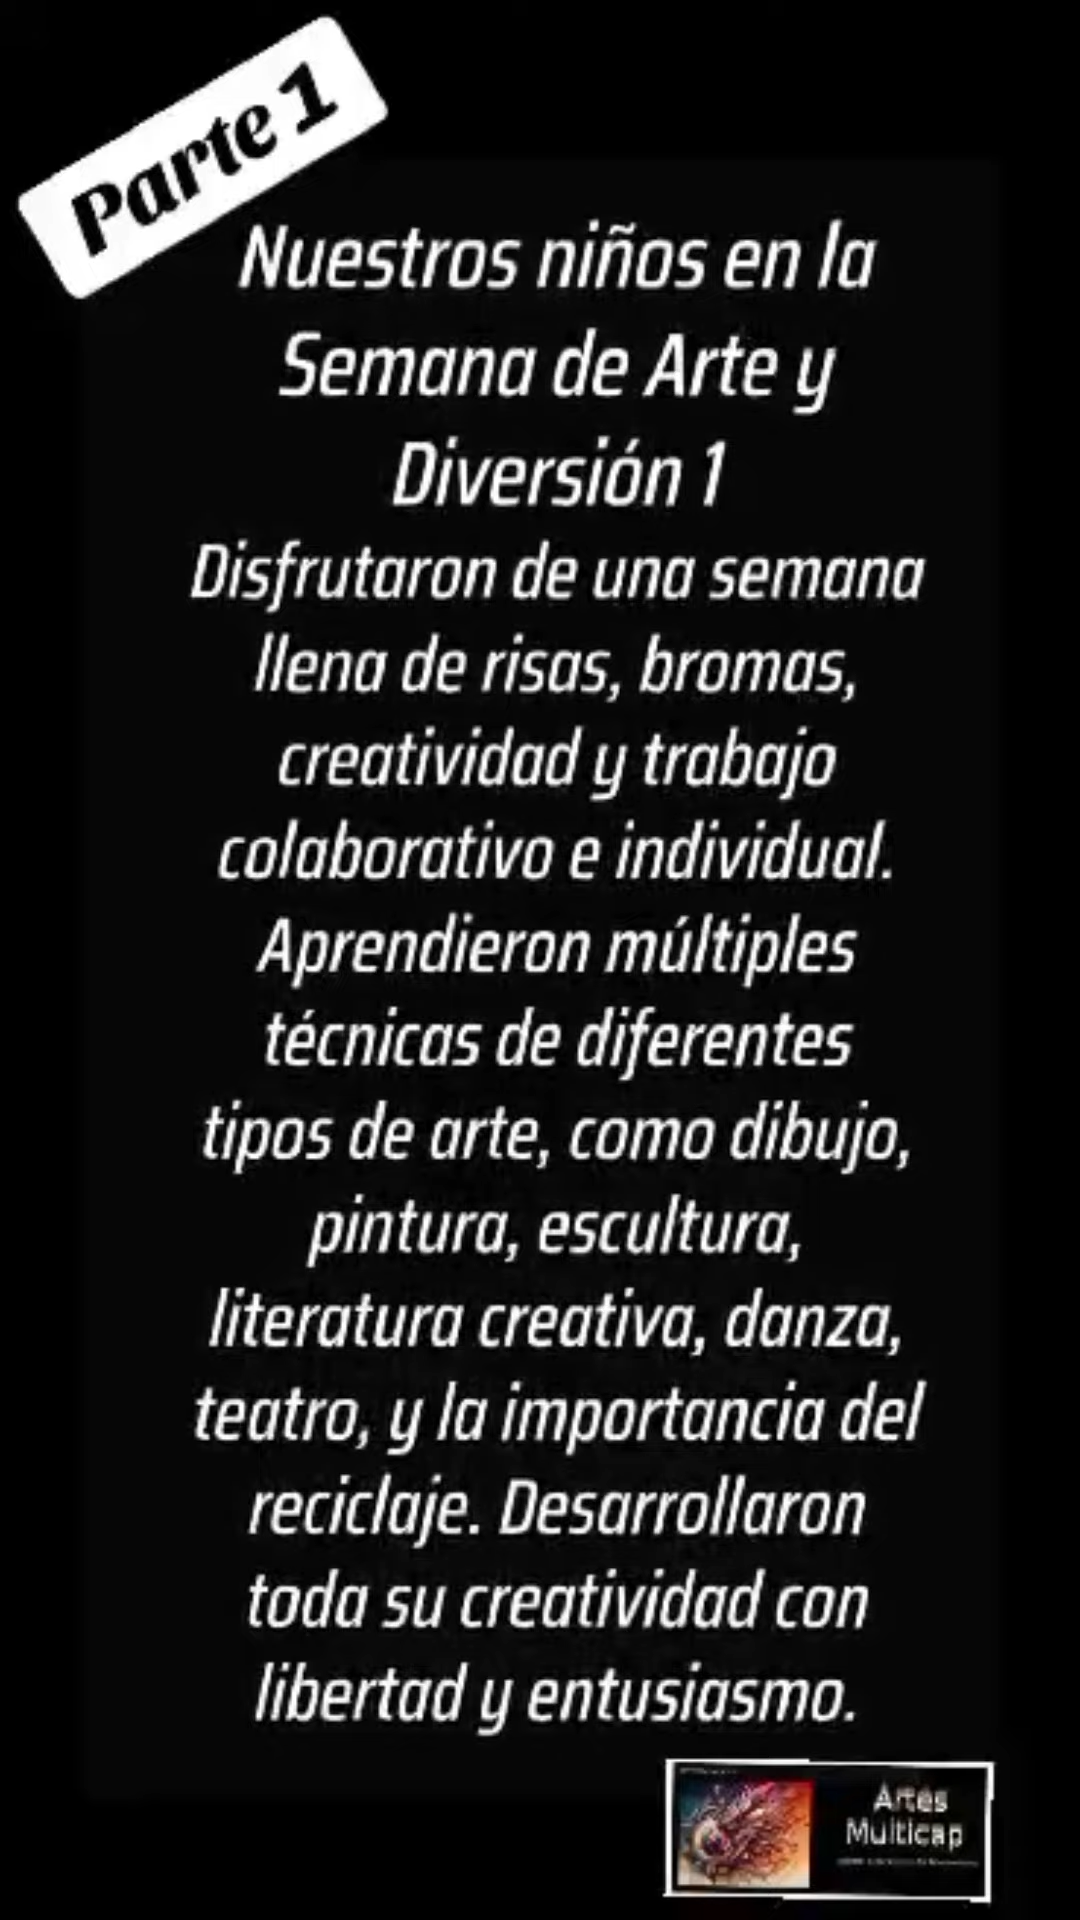 Parte 1
Nuestros niños en la
Semana de Arte y
Diversión 1
Disfrutaron de una semana
llena de risas, bromas,
creatividad y trabajo
colaborativo e individual.
Aprendieron múltiples
técnicas de diferentes
tipos de arte, como dibujo,
pintura, escultura,
literatura creativa, danza,
teatro, y la importancia del
reciclaje. Desarrollaron
toda su creatividad con
libertad y entusiasmo.
Artes
Multicap